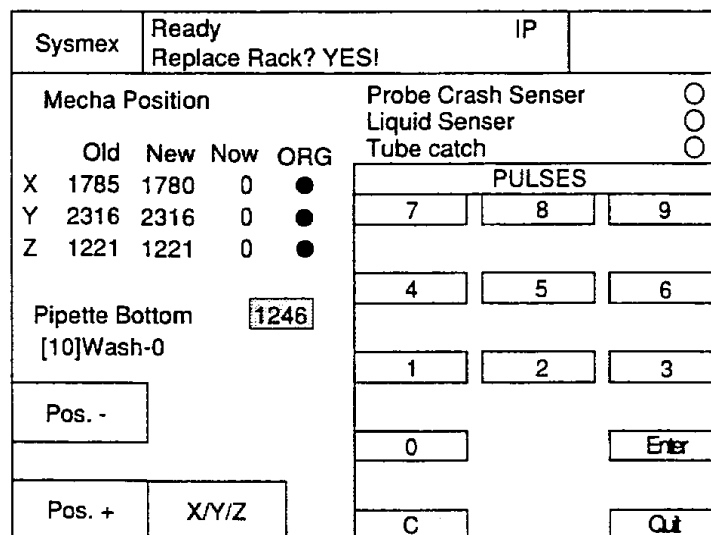 Sysmex
Ready IP
Replace Rack? YES!
Mecha Position
Old New Now ORG
X 1785 1780 0
Y 2316 2316 0
Z 1221 1221 0
Pipette Bottom 1246
[10]Wash-0
Pos. -
Pos. + X/Y/Z
Probe Crash Senser
Liquid Senser
Tube catch
PULSES
7 8 9
4 5 6
1 2 3
0 Enter
C Quit